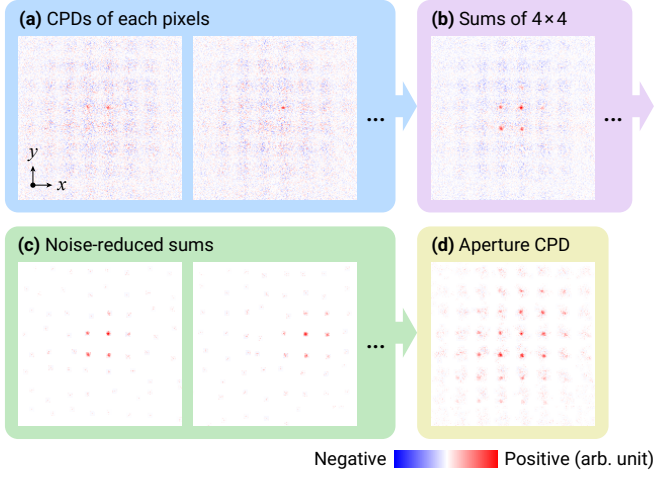 (a) CPDs of each pixels
(b) Sums of 4×4
...
...
y
x
(c) Noise-reduced sums
(d) Aperture CPD
...
Negative
Positive (arb. unit)